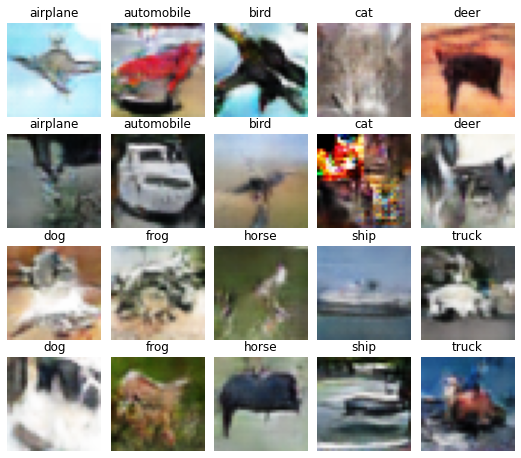 airplane automobile bird cat deer
airplane automobile bird cat deer
dog frog horse ship truck
dog frog horse ship truck